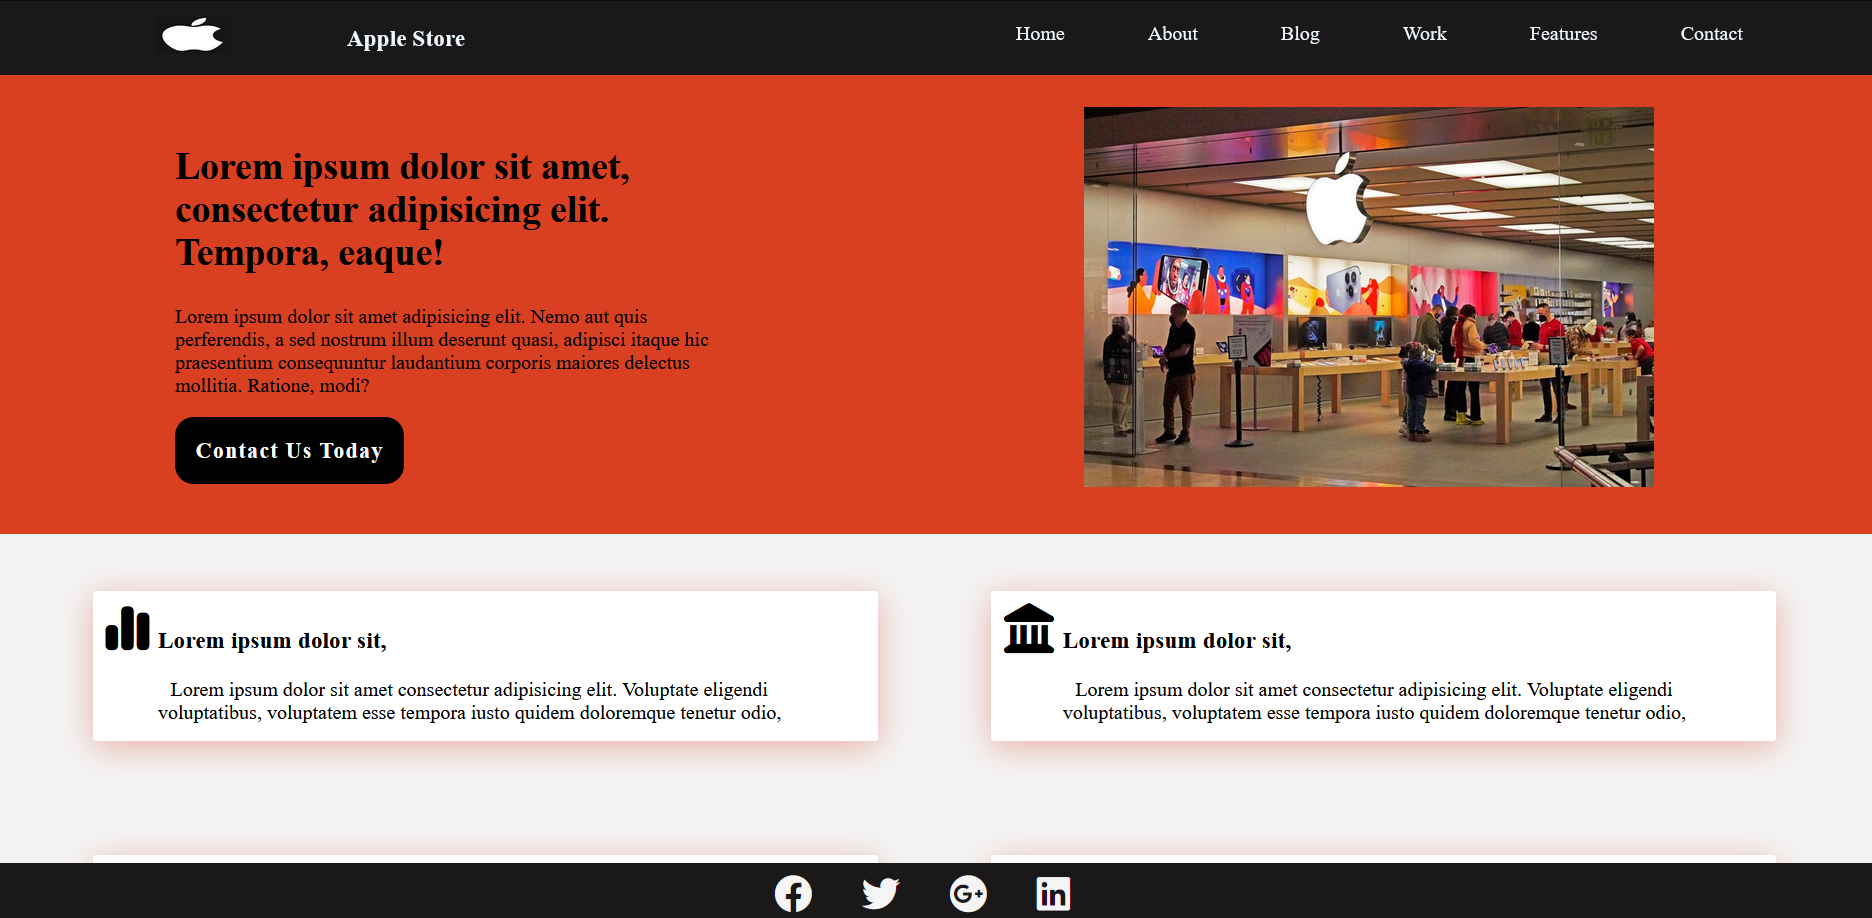 Apple Store
Home
About
Blog
Work
Features
Contact
Lorem ipsum dolor sit amet,
consectetur adipisicing elit.
Tempora, eaque!
Lorem ipsum dolor sit amet adipisicing elit. Nemo aut quis
perferendis, a sed nostrum illum deserunt quasi, adipisci itaque hic
praesentium consequuntur laudantium corporis maiores delectus
mollitia. Ratione, modi?
Contact Us Today
Lorem ipsum dolor sit,
Lorem ipsum dolor sit amet consectetur adipisicing elit. Voluptate eligendi
voluptatibus, voluptatem esse tempora iusto quidem doloremque tenetur odio,
Lorem ipsum dolor sit,
Lorem ipsum dolor sit amet consectetur adipisicing elit. Voluptate eligendi
voluptatibus, voluptatem esse tempora iusto quidem doloremque tenetur odio,
f
G+
in